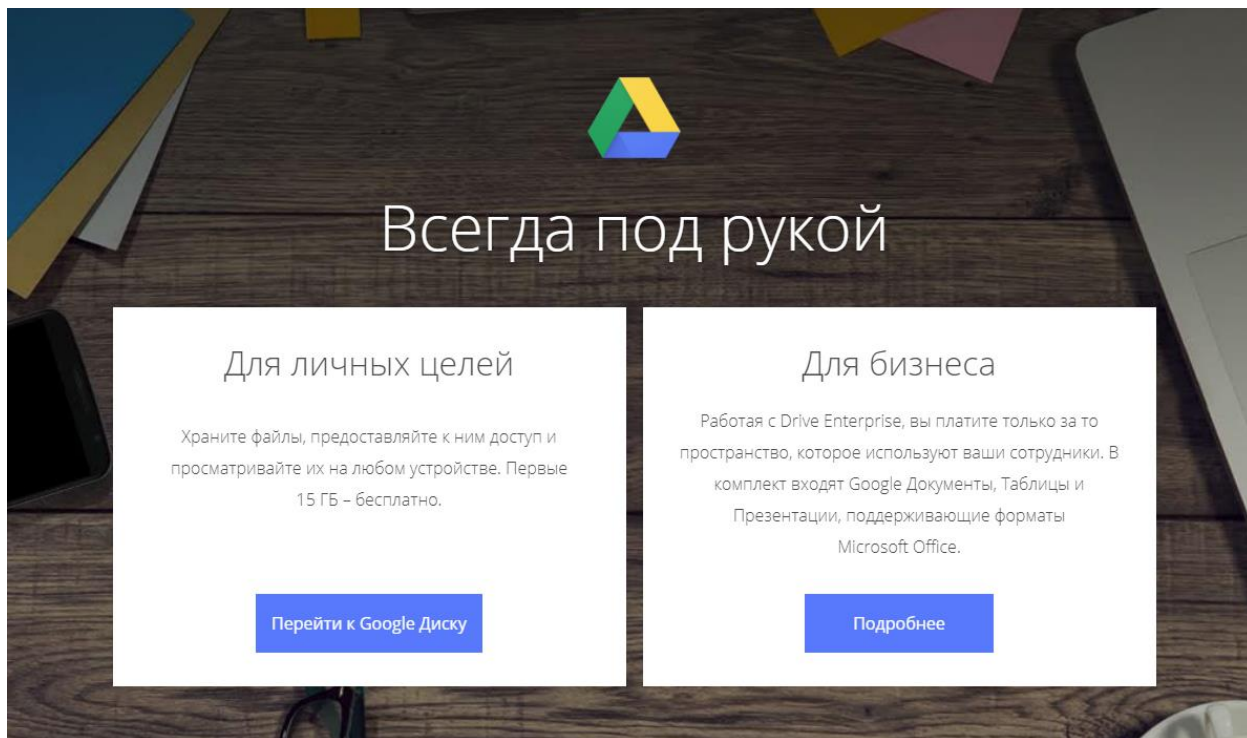 Всегда под рукой
Для личных целей
Храните файлы, предоставляйте к ним доступ и
просматривайте их на любом устройстве. Первые
15 ГБ – бесплатно.
Перейти к Google Диску
Для бизнеса
Работая с Drive Enterprise, вы платите только за то
пространство, которое используют ваши сотрудники. В
комплект входят Google Документы, Таблицы и
Презентации, поддерживающие форматы
Microsoft Office.
Подробнее